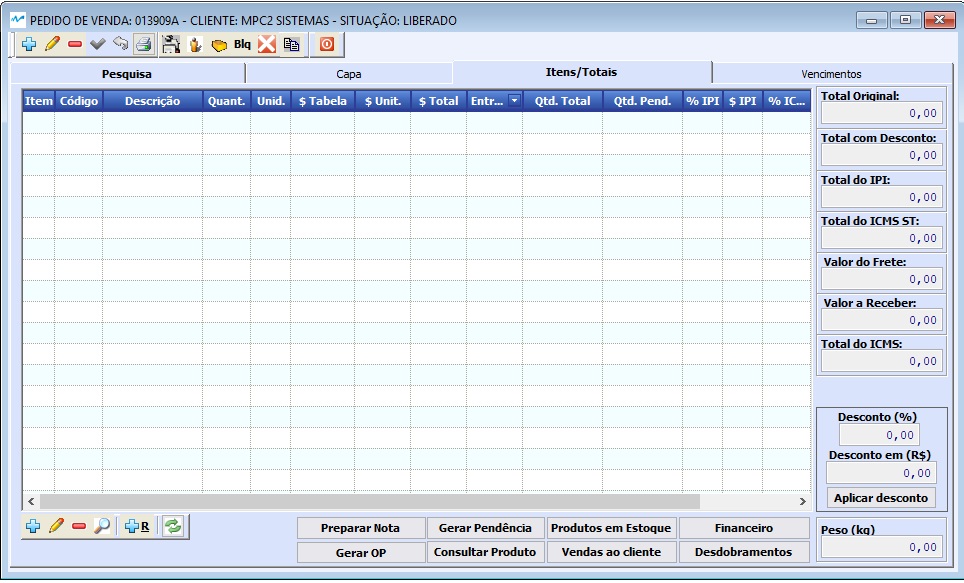 PEDIDO DE VENDA: 013909A - CLIENTE: MPC2 SISTEMAS - SITUAÇÃO: LIBERADO
Blq
Pesquisa Capa Itens/Totais Vencimentos
Item Código Descrição Quant. Unid. $ Tabela $ Unit. $ Total Entr... Qtd. Total Qtd. Pend. % IPI $ IPI % IC...
Total Original:
0,00
Total com Desconto:
0,00
Total do IPI:
0,00
Total do ICMS ST:
0,00
Valor do Frete:
0,00
Valor a Receber:
0,00
Total do ICMS:
0,00
Desconto (%)
0,00
Desconto em (R$)
0,00
Aplicar desconto
R
Preparar Nota Gerar Pendência Produtos em Estoque Financeiro
Gerar OP Consultar Produto Vendas ao cliente Desdobramentos
Peso (kg)
0,00